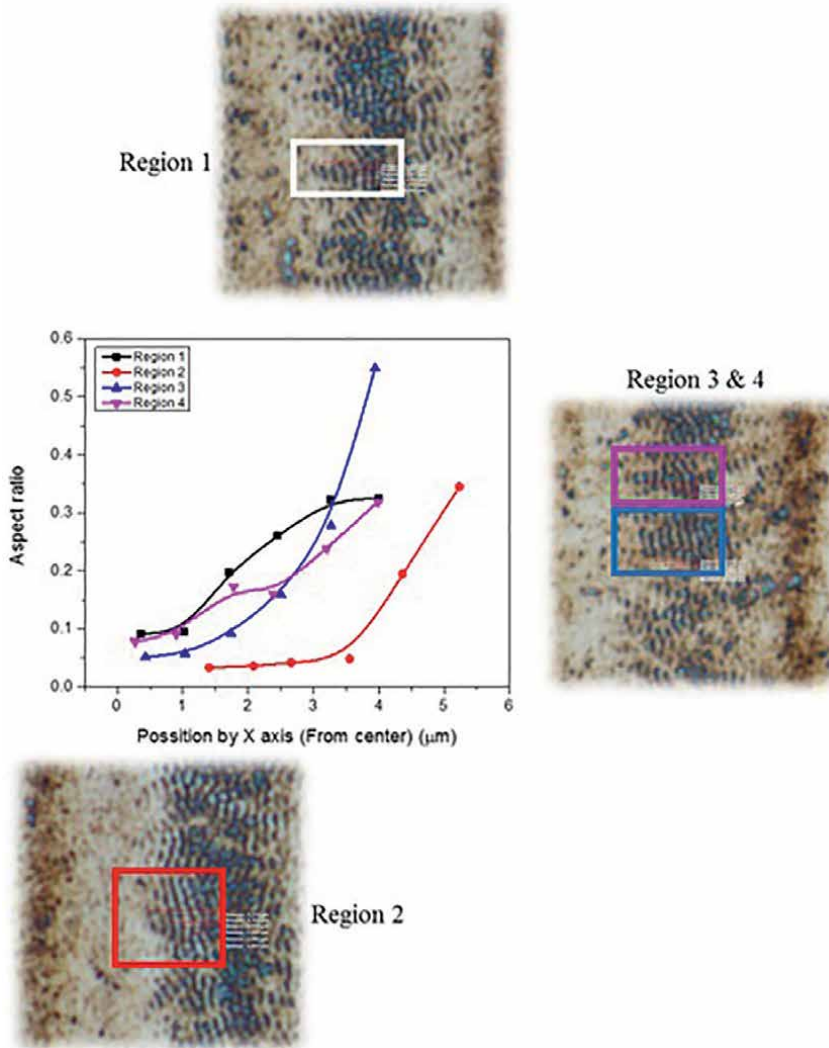 Region 1
0.6
0.5
0.4
0.3
0.2
0.1
0.0
Aspect ratio
Region 1
Region 2
Region 3
Region 4
0 1 2 3 4 5 6
Possition by X axis (From center) (μm)
Region 3 & 4
Region 2